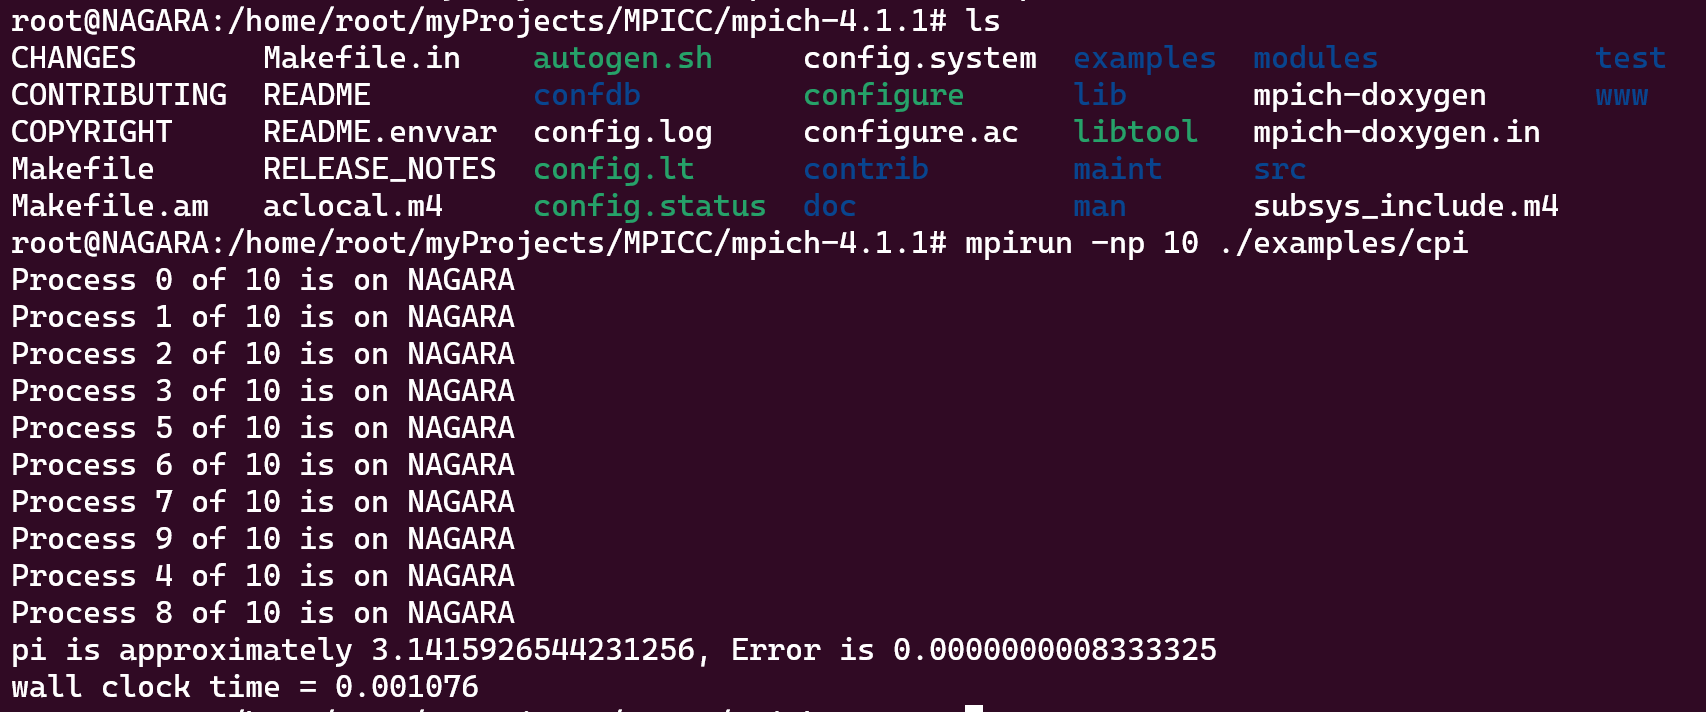 root@NAGARA:/home/root/myProjects/MPICC/mpich-4.1.1# ls
CHANGES Makefile.in autogen.sh config.system examples modules test
CONTRIBUTING README confdb configure lib mpich-doxygen www
COPYRIGHT README.envvar config.log configure.ac libtool mpich-doxygen.in
Makefile RELEASE_NOTES config.lt contrib maint src
Makefile.am aclocal.m4 config.status doc man subsys_include.m4
root@NAGARA:/home/root/myProjects/MPICC/mpich-4.1.1# mpirun -np 10 ./examples/cpi
Process 0 of 10 is on NAGARA
Process 1 of 10 is on NAGARA
Process 2 of 10 is on NAGARA
Process 3 of 10 is on NAGARA
Process 5 of 10 is on NAGARA
Process 6 of 10 is on NAGARA
Process 7 of 10 is on NAGARA
Process 9 of 10 is on NAGARA
Process 4 of 10 is on NAGARA
Process 8 of 10 is on NAGARA
pi is approximately 3.1415926544231256, Error is 0.0000000008333325
wall clock time = 0.001076